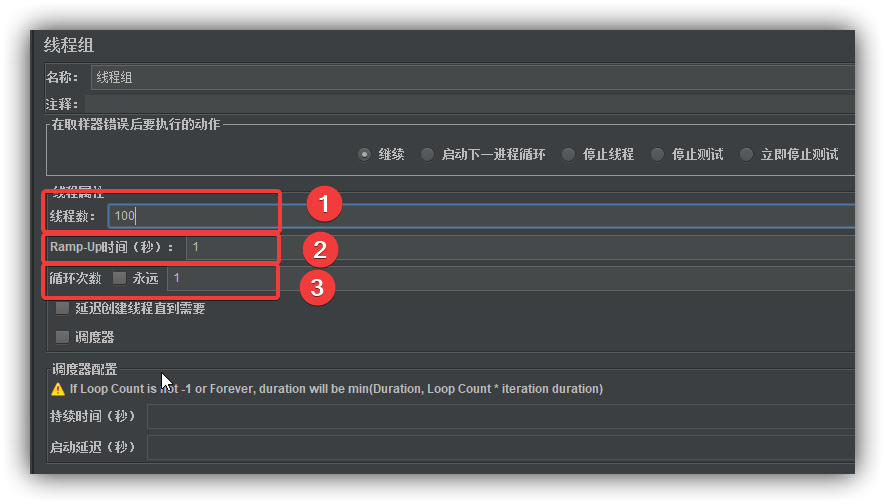 线程组
名称： 线程组
注释：
在取样器错误后要执行的动作
继续 启动下一进程循环 停止线程 停止测试 立即停止测试
线程属性
线程数： 100 1
Ramp-Up时间（秒）： 1 2
循环次数 永远 1 3
延迟创建线程直到需要
调度器
调度器配置
If Loop Count is not -1 or Forever, duration will be min(Duration, Loop Count * iteration duration)
持续时间（秒）
启动延迟（秒）